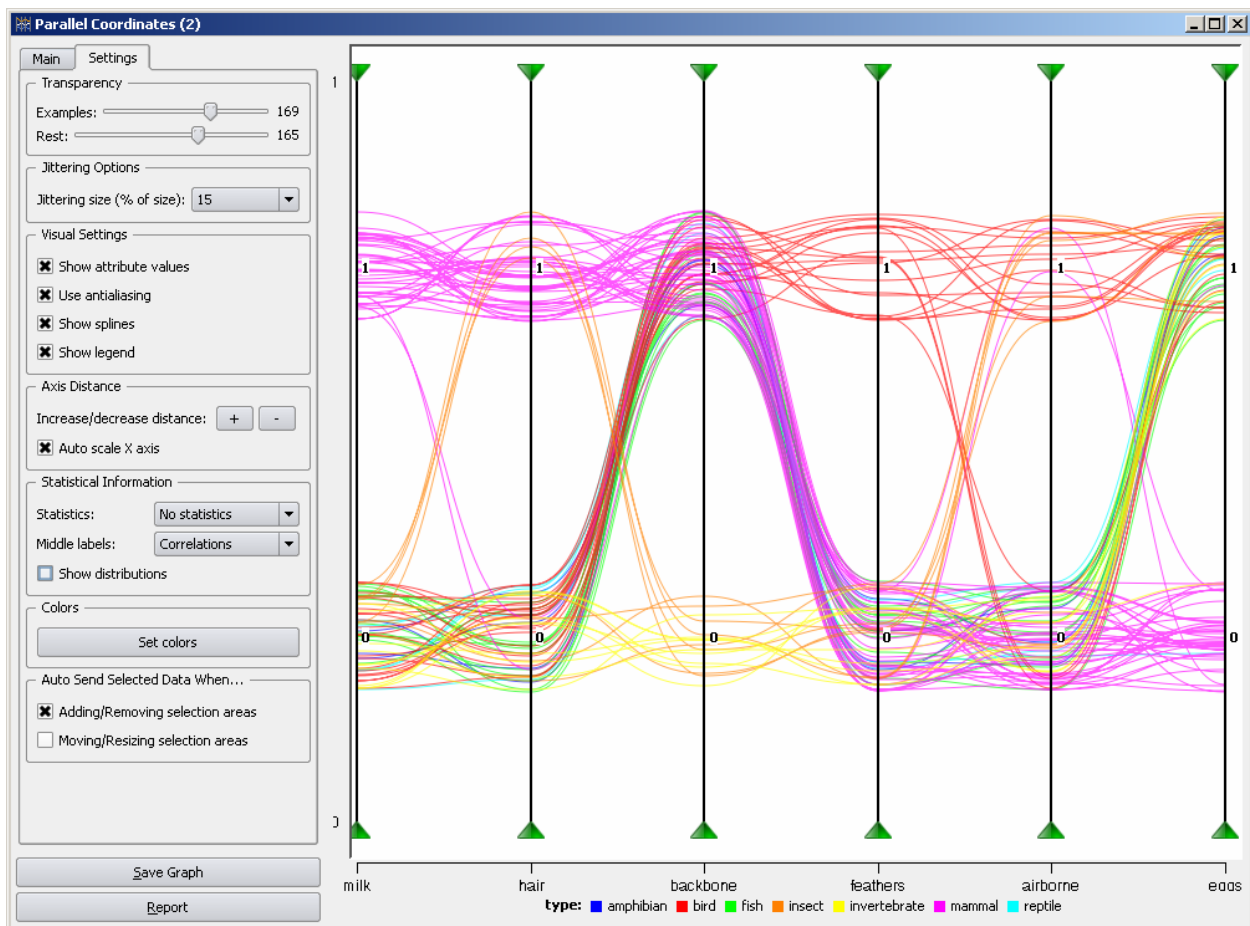 Parallel Coordinates (2)
Main Settings
Transparency
Examples: 169
Rest: 165
Jittering Options
Jittering size (% of size): 15
Visual Settings
Show attribute values
Use antialiasing
Show splines
Show legend
Axis Distance
Increase/decrease distance: + -
Auto scale X axis
Statistical Information
Statistics: No statistics
Middle labels: Correlations
Show distributions
Colors
Set colors
Auto Send Selected Data When...
Adding/Removing selection areas
Moving/Resizing selection areas
Save Graph
Report
1
1 1 1 1 1 1
0 0 0 0 0 0
milk hair backbone feathers airborne eggs
type: amphibian bird fish insect invertebrate mammal reptile